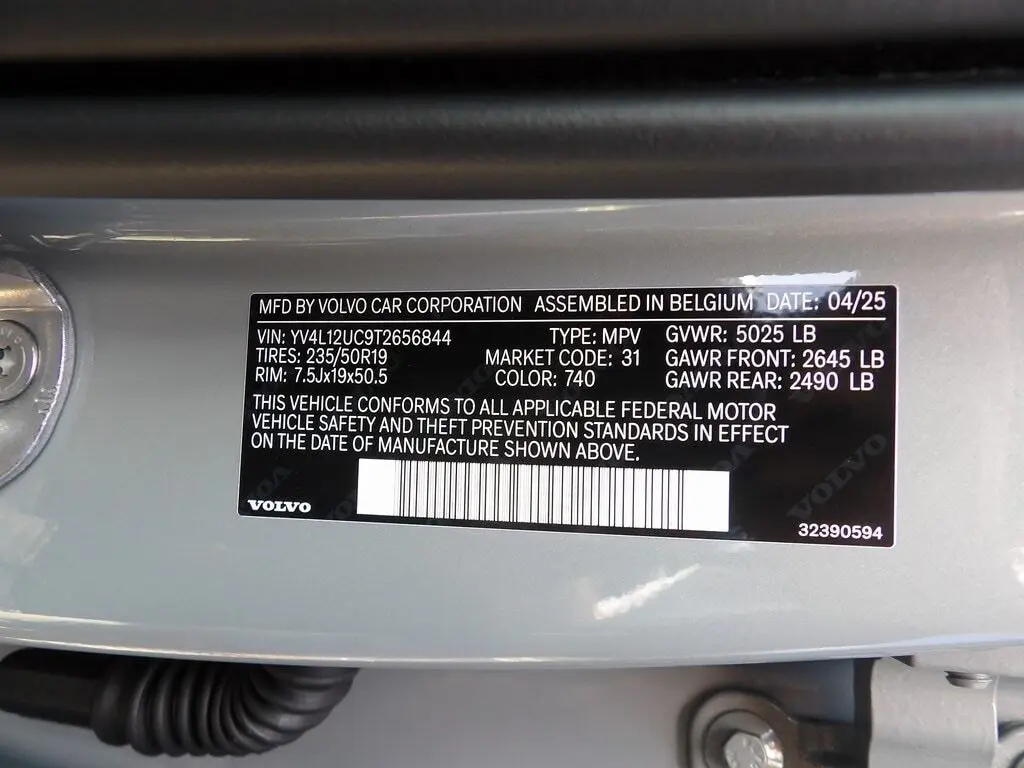 MFD BY VOLVO CAR CORPORATION ASSEMBLED IN BELGIUM DATE: 04/25
VIN: YV4L12UC9T2656844 TYPE: MPV GVWR: 5025 LB
TIRES: 235/50R19 MARKET CODE: 31 GAWR FRONT: 2645 LB
RIM: 7.5Jx19x50.5 COLOR: 740 GAWR REAR: 2490 LB
THIS VEHICLE CONFORMS TO ALL APPLICABLE FEDERAL MOTOR
VEHICLE SAFETY AND THEFT PREVENTION STANDARDS IN EFFECT
ON THE DATE OF MANUFACTURE SHOWN ABOVE.
VOLVO
32390594
VOLVO